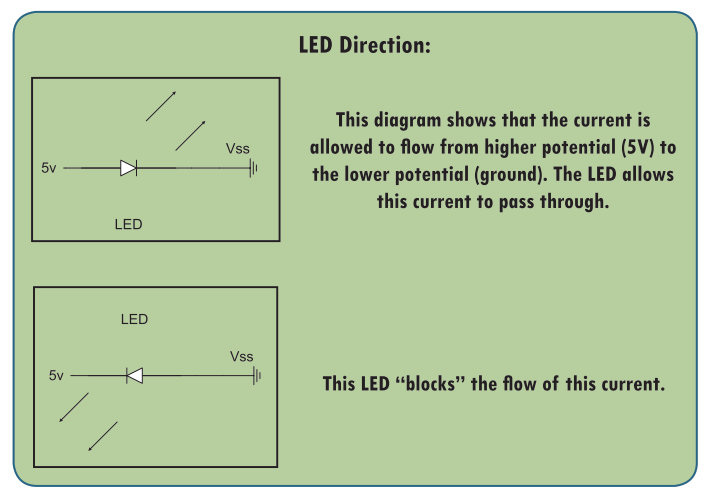 LED Direction:
5v
Vss
LED
This diagram shows that the current is
allowed to flow from higher potential (5V) to
the lower potential (ground). The LED allows
this current to pass through.
LED
Vss
5v
This LED “blocks” the flow of this current.